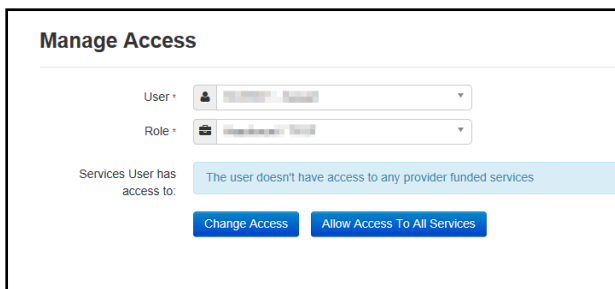 Manage Access
User *
Role *
Services User has
access to:
The user doesn't have access to any provider funded services
Change Access
Allow Access To All Services